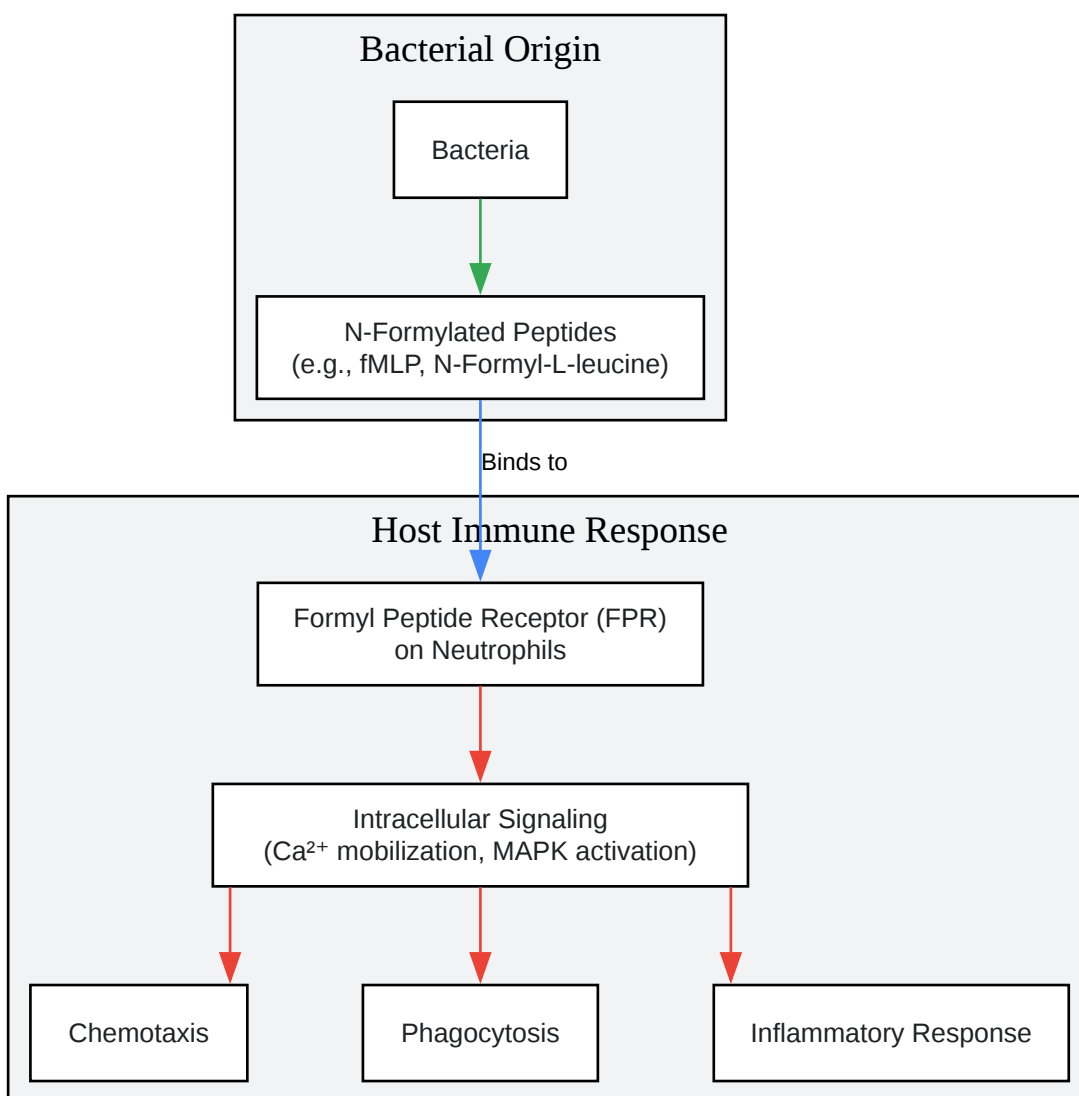 Bacterial Origin
Bacteria
N-Formylated Peptides
(e.g., fMLP, N-Formyl-L-leucine)
Binds to
Host Immune Response
Formyl Peptide Receptor (FPR)
on Neutrophils
Intracellular Signaling
(Ca²⁺ mobilization, MAPK activation)
Chemotaxis
Phagocytosis
Inflammatory Response